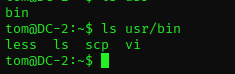 bin
tom@DC-2:~$ ls usr/bin
less  ls  scp  vi
tom@DC-2:~$